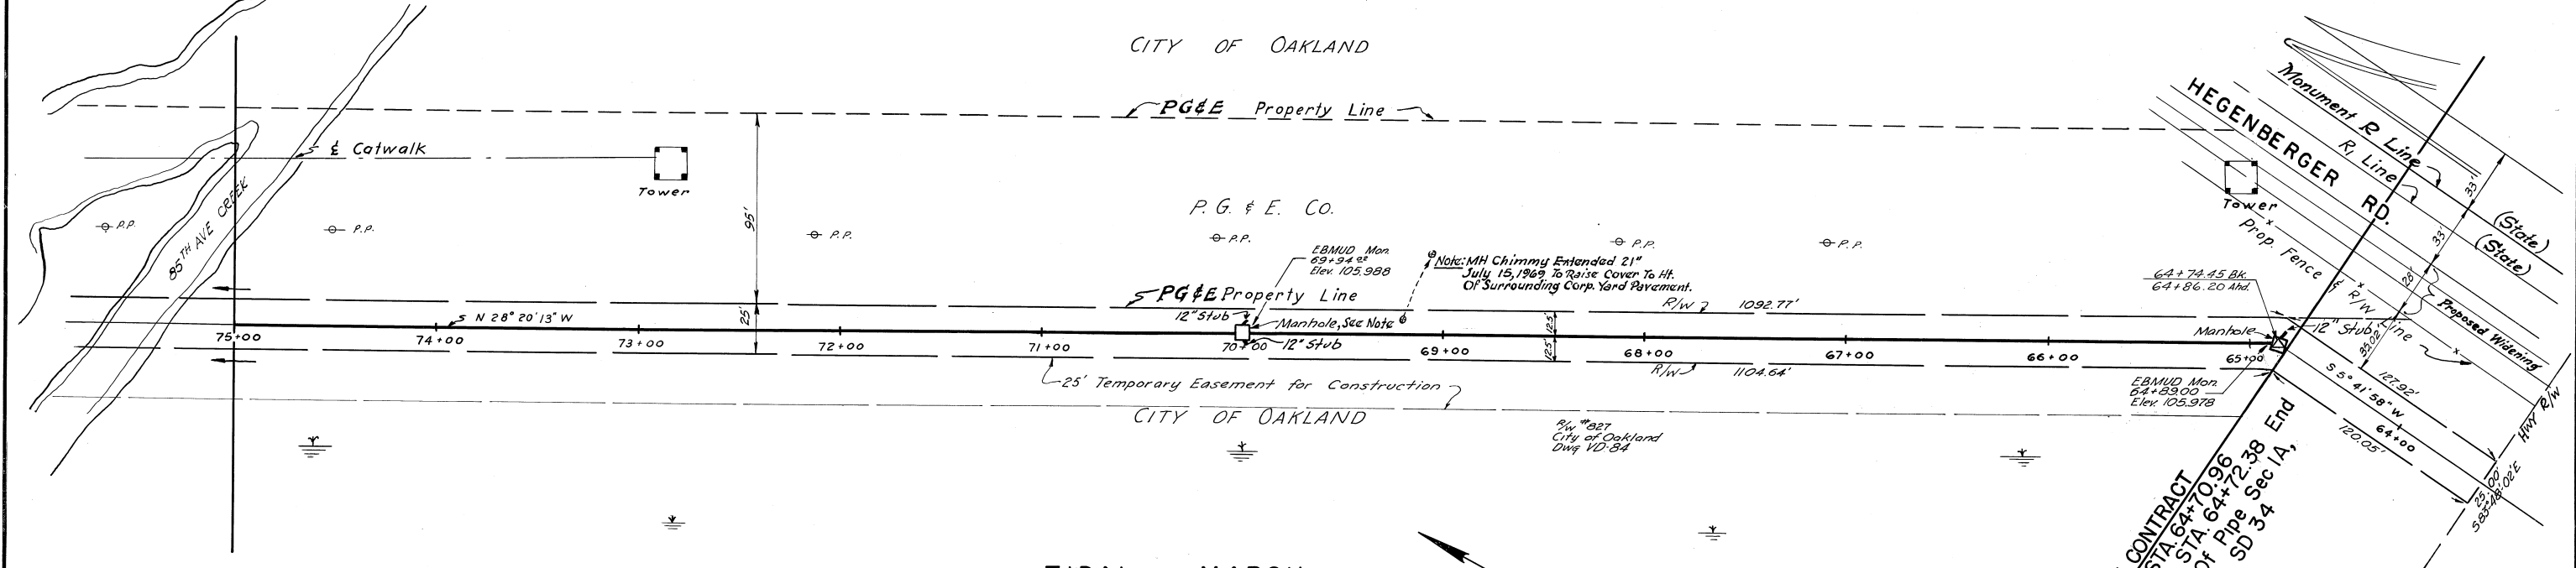 CITY OF OAKLAND
PG&E Property Line
℄ Catwalk
Tower
95'
P. G. & E. CO.
P.P.
P.P.
P.P.
P.P.
P.P.
P.P.
85TH AVE CREEK
EBMUD Mon.
69+94.02
Elev. 105.988
Note: MH Chimmy Extended 21"
July 15, 1969 To Raise Cover To Ht.
Of Surrounding Corp. Yard Pavement.
PG&E Property Line
R/W 1092.77'
25'
12" Stub
Manhole, See Note
12" Stub
12.5'
12.5'
N 28° 20' 13" W
75+00
74+00
73+00
72+00
71+00
70+00
69+00
68+00
67+00
66+00
65+00
R/W 1104.64'
25' Temporary Easement for Construction
CITY OF OAKLAND
R/W #827
City of Oakland
Dwg VD-84
Monument R Line
(State)
HEGENBERGER RD.
R1 Line
(State)
33'
33'
28'
Tower
Prop. Fence & R/W Line
Proposed Widening
64+74.45 Bk.
64+86.20 Ahd.
Manhole
12" Stub
EBMUD Mon.
64+89.00
Elev. 105.978
127.92'
S 5° 41' 58" W
64+00
120.05'
HWY R/W
25.00'
S 83° 48' 02" E
CONTRACT
STA. 64+70.96
STA. 64+72.38 End
of Pipe Sec 1A,
SD 34